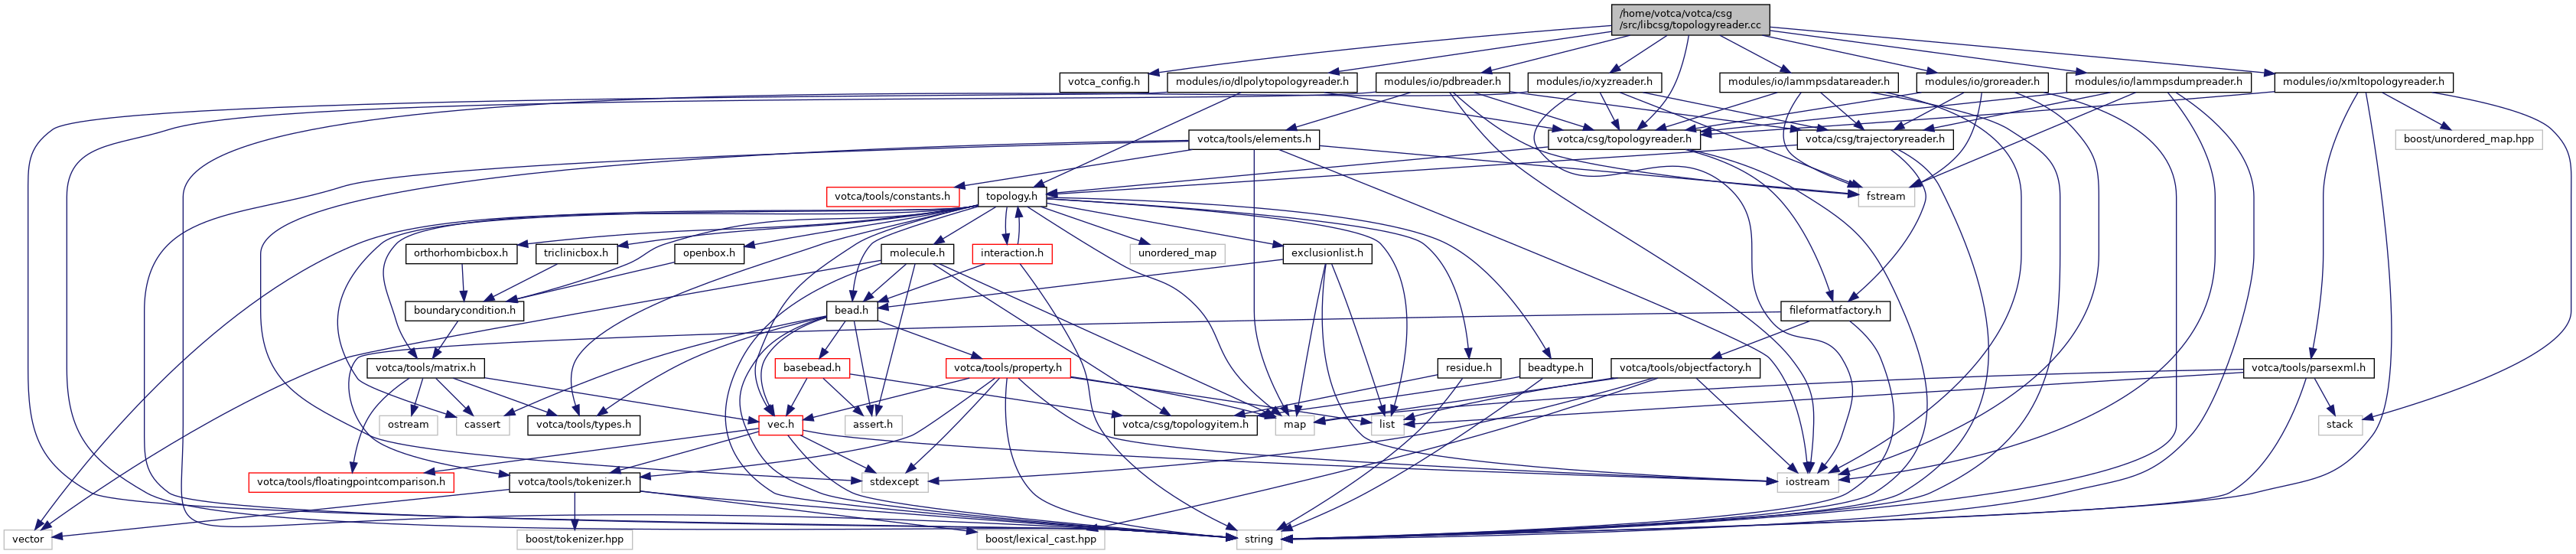 /home/votca/votca/csg
/src/libcsg/topologyreader.cc
votca_config.h
modules/io/dlpolytopologyreader.h
modules/io/pdbreader.h
modules/io/xyzreader.h
modules/io/lammpsdatareader.h
modules/io/groreader.h
modules/io/lammpsdumpreader.h
modules/io/xmltopologyreader.h
votca/tools/elements.h
votca/csg/topologyreader.h
votca/csg/trajectoryreader.h
boost/unordered_map.hpp
votca/tools/constants.h
topology.h
fstream
orthorhombicbox.h
triclinicbox.h
openbox.h
molecule.h
interaction.h
unordered_map
exclusionlist.h
boundarycondition.h
bead.h
fileformatfactory.h
votca/tools/matrix.h
basebead.h
votca/tools/property.h
residue.h
beadtype.h
votca/tools/objectfactory.h
votca/tools/parsexml.h
ostream
cassert
votca/tools/types.h
vec.h
assert.h
votca/csg/topologyitem.h
map
list
stack
votca/tools/floatingpointcomparison.h
votca/tools/tokenizer.h
stdexcept
iostream
vector
boost/tokenizer.hpp
boost/lexical_cast.hpp
string